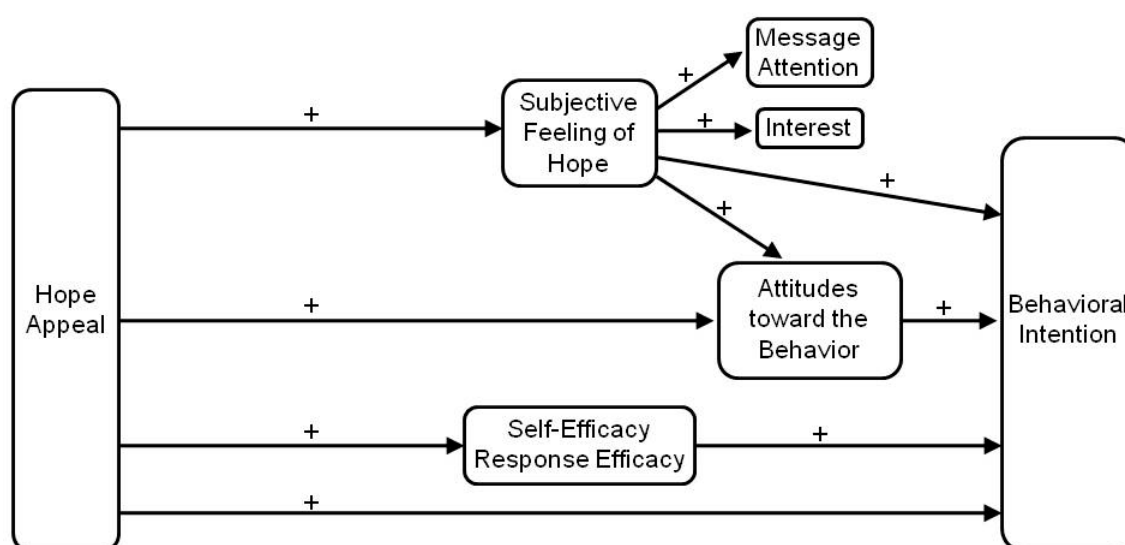 Message
Attention
+
Subjective
Feeling of
Hope
+
+
Interest
+
+
Hope
Appeal
+
Attitudes
toward the
Behavior
+
Behavioral
Intention
+
Self-Efficacy
Response Efficacy
+
+